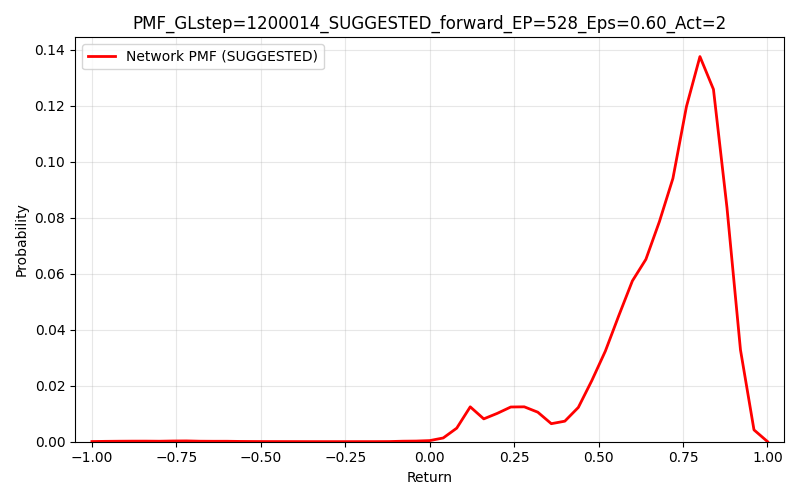 PMF_GLstep=1200014_SUGGESTED_forward_EP=528_Eps=0.60_Act=2
Network PMF (SUGGESTED)
Probability
0.14
0.12
0.10
0.08
0.06
0.04
0.02
0.00
−1.00 −0.75 −0.50 −0.25 0.00 0.25 0.50 0.75 1.00
Return